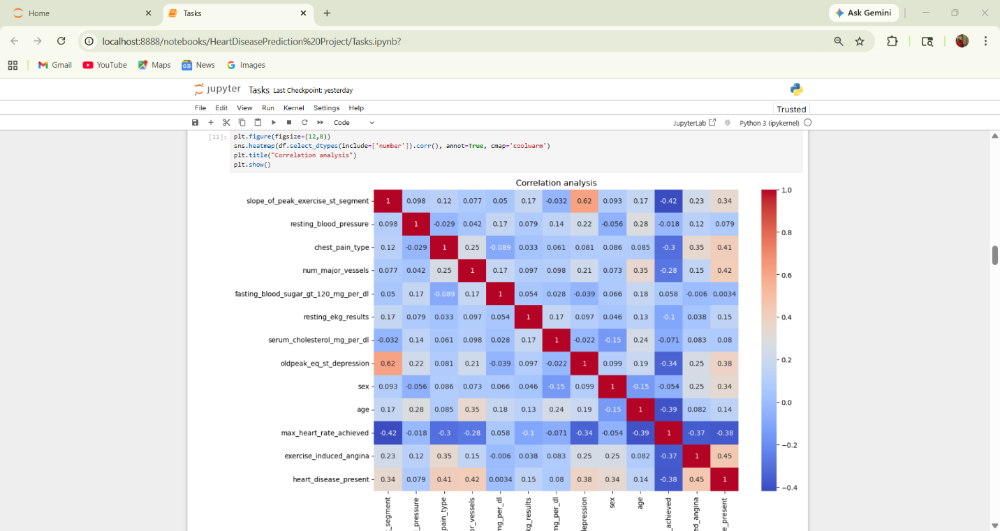 Home
Tasks
Ask Gemini
localhost:8888/notebooks/HeartDiseasePrediction%20Project/Tasks.ipynb?
Gmail YouTube Maps News Images
jupyter Tasks Last Checkpoint: yesterday
File Edit View Run Kernel Settings Help
Trusted
Code
JupyterLab
Python 3 (ipykernel)
[11]: plt.figure(figsize=(12,8))
sns.heatmap(df.select_dtypes(include=['number']).corr(), annot=True, cmap='coolwarm')
plt.title("Correlation analysis")
plt.show()
Correlation analysis
slope_of_peak_exercise_st_segment 1 0.098 0.12 0.077 0.05 0.17 -0.032 0.62 0.093 0.17 -0.42 0.23 0.34
resting_blood_pressure 0.098 1 -0.029 0.042 0.17 0.079 0.14 0.22 -0.056 0.28 -0.018 0.12 0.079
chest_pain_type 0.12 -0.029 1 0.25 -0.089 0.033 0.061 0.081 0.086 0.085 -0.3 0.35 0.41
num_major_vessels 0.077 0.042 0.25 1 0.17 0.097 0.098 0.21 0.073 0.35 -0.28 0.15 0.42
fasting_blood_sugar_gt_120_mg_per_dl 0.05 0.17 -0.089 0.17 1 0.054 0.028 -0.039 0.066 0.18 0.058 -0.006 0.0034
resting_ekg_results 0.17 0.079 0.033 0.097 0.054 1 0.17 0.097 0.046 0.13 -0.1 0.038 0.15
serum_cholesterol_mg_per_dl -0.032 0.14 0.061 0.098 0.028 0.17 1 -0.022 -0.15 0.24 -0.071 0.083 0.08
oldpeak_eq_st_depression 0.62 0.22 0.081 0.21 -0.039 0.097 -0.022 1 0.099 0.19 -0.34 0.25 0.38
sex 0.093 -0.056 0.086 0.073 0.066 0.046 -0.15 0.099 1 -0.15 -0.054 0.25 0.34
age 0.17 0.28 0.085 0.35 0.18 0.13 0.24 0.19 -0.15 1 -0.39 0.082 0.14
max_heart_rate_achieved -0.42 -0.018 -0.3 -0.28 0.058 -0.1 -0.071 -0.34 -0.054 -0.39 1 -0.37 -0.38
exercise_induced_angina 0.23 0.12 0.35 0.15 -0.006 0.038 0.083 0.25 0.25 0.082 -0.37 1 0.45
heart_disease_present 0.34 0.079 0.41 0.42 0.0034 0.15 0.08 0.38 0.34 0.14 -0.38 0.45 1
_segment
_pressure
pain_type
or_vessels
mg_per_dl
kg_results
mg_per_dl
epression
sex
age
_achieved
ed_angina
e_present
1.0
0.8
0.6
0.4
0.2
0.0
−0.2
−0.4